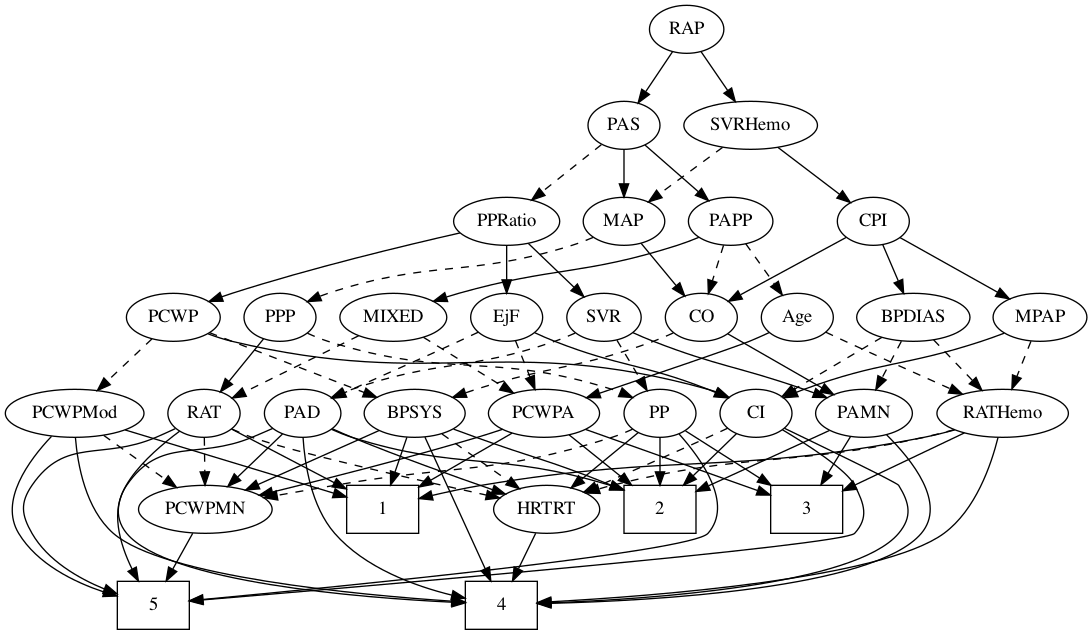 RAP
PAS
SVRHemo
PPRatio
MAP
PAPP
CPI
PCWP
PPP
MIXED
EjF
SVR
CO
Age
BPDIAS
MPAP
PCWPMod
RAT
PAD
BPSYS
PCWPA
PP
CI
PAMN
RATHemo
PCWPMN
1
HRTRT
2
3
5
4